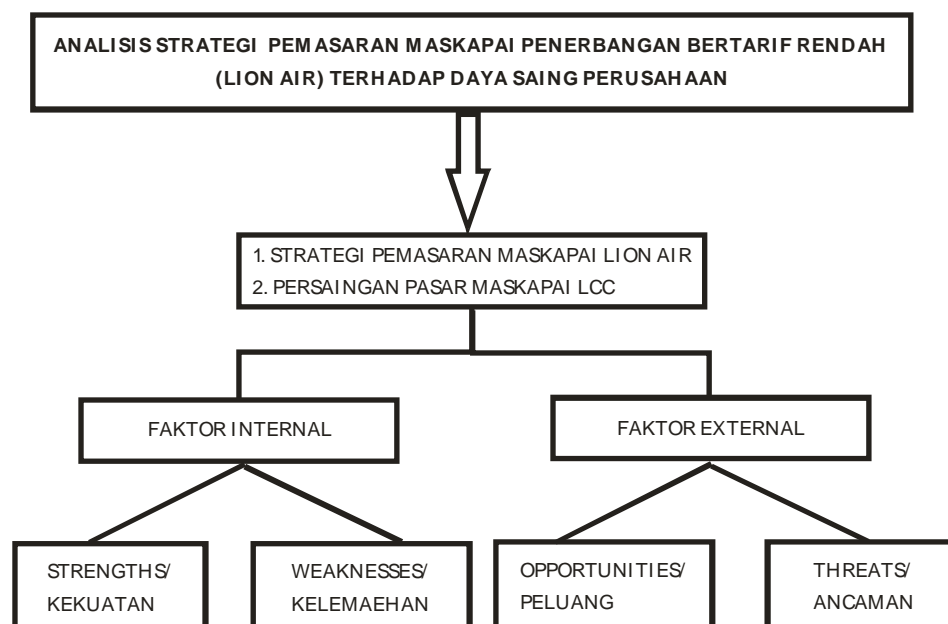 ANALISIS STRATEGI PEMASARAN MASKAPAI PENERBANGAN BERTARIF RENDAH
(LION AIR) TERHADAP DAYA SAING PERUSAHAAN
1. STRATEGI PEMASARAN MASKAPAI LION AIR
2. PERSAINGAN PASAR MASKAPAI LCC
FAKTOR INTERNAL
FAKTOR EXTERNAL
STRENGTHS/
KEKUATAN
WEAKNESSES/
KELEMAEHAN
OPPORTUNITIES/
PELUANG
THREATS/
ANCAMAN